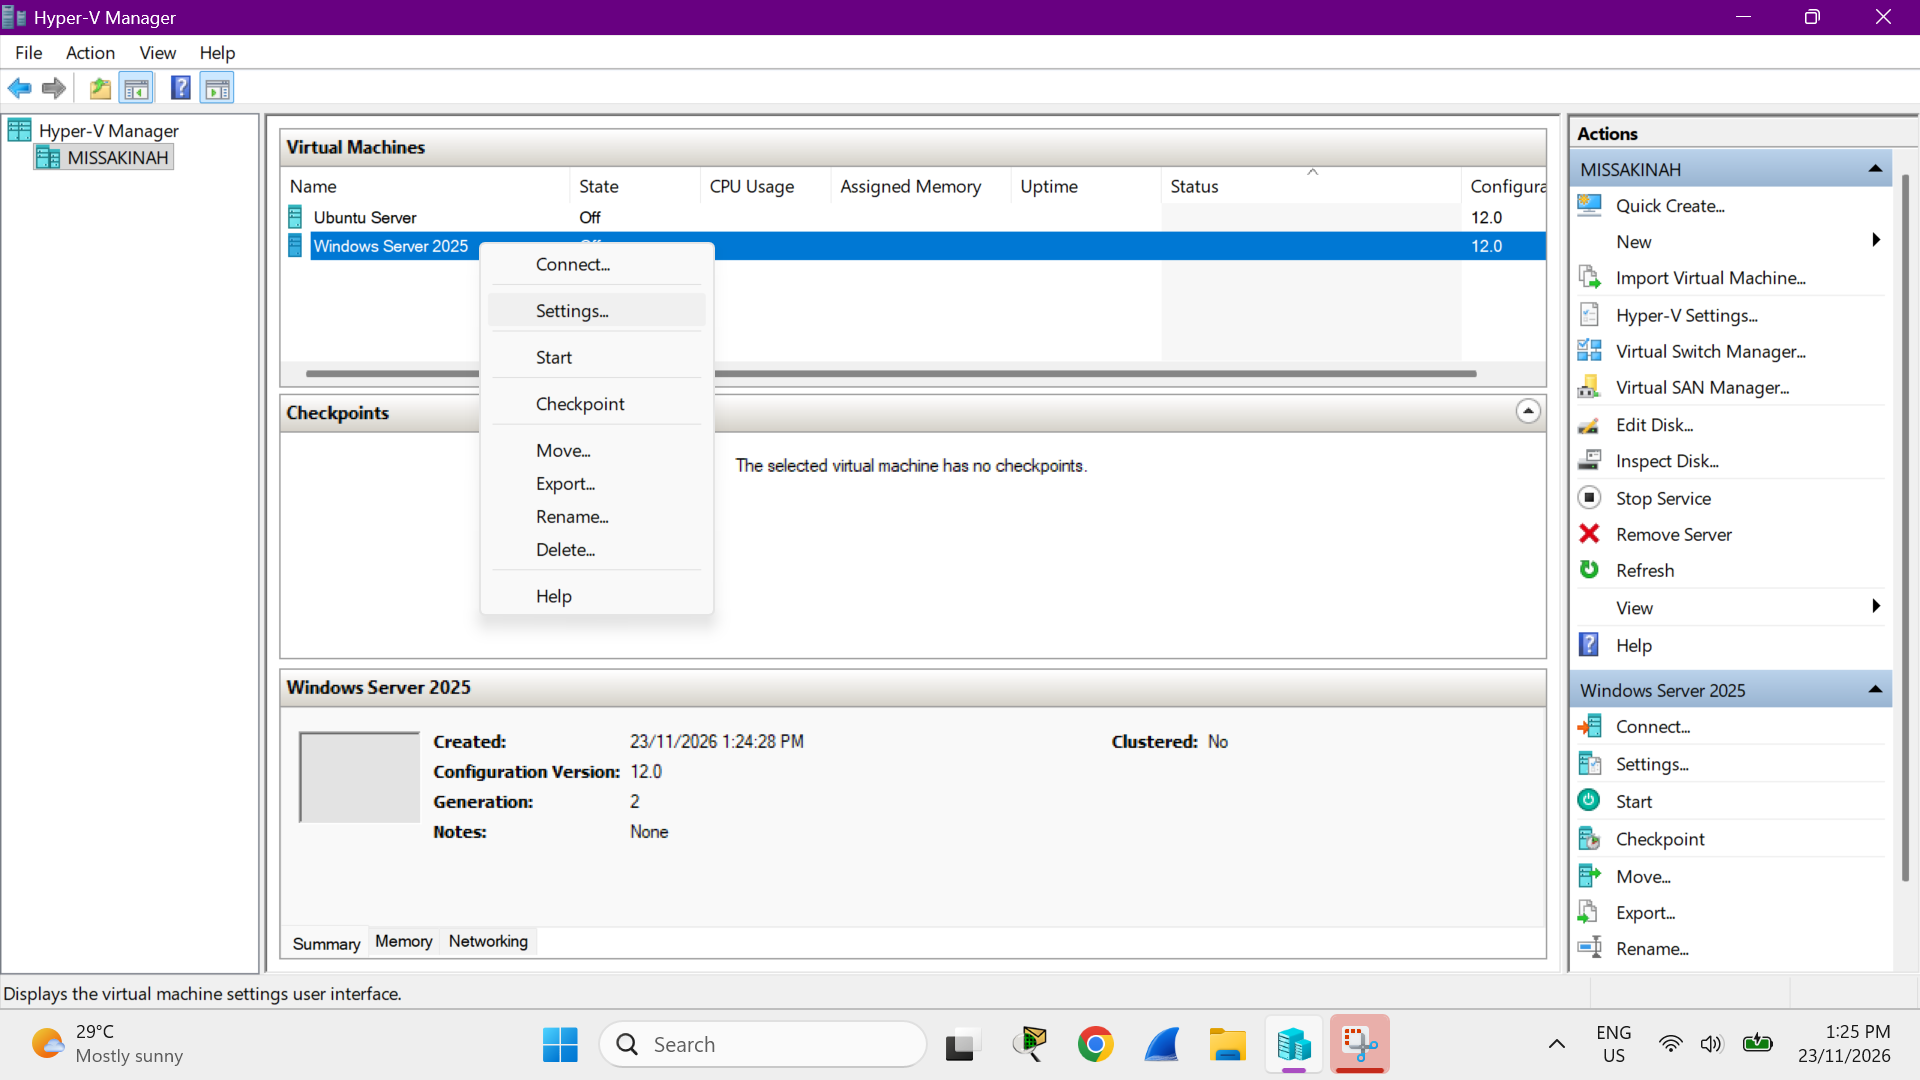 Hyper-V Manager
File Action View Help
Hyper-V Manager
MISSAKINAH
Virtual Machines
Name State CPU Usage Assigned Memory Uptime Status Configura
Ubuntu Server Off 12.0
Windows Server 2025 12.0
Connect...
Settings...
Start
Checkpoint
Move...
Export...
Rename...
Delete...
Help
Checkpoints
The selected virtual machine has no checkpoints.
Windows Server 2025
Created: 23/11/2026 1:24:28 PM Clustered: No
Configuration Version: 12.0
Generation: 2
Notes: None
Summary Memory Networking
Actions
MISSAKINAH
Quick Create...
New
Import Virtual Machine...
Hyper-V Settings...
Virtual Switch Manager...
Virtual SAN Manager...
Edit Disk...
Inspect Disk...
Stop Service
Remove Server
Refresh
View
Help
Windows Server 2025
Connect...
Settings...
Start
Checkpoint
Move...
Export...
Rename...
Displays the virtual machine settings user interface.
29°C
Mostly sunny
Search
ENG
US
1:25 PM
23/11/2026